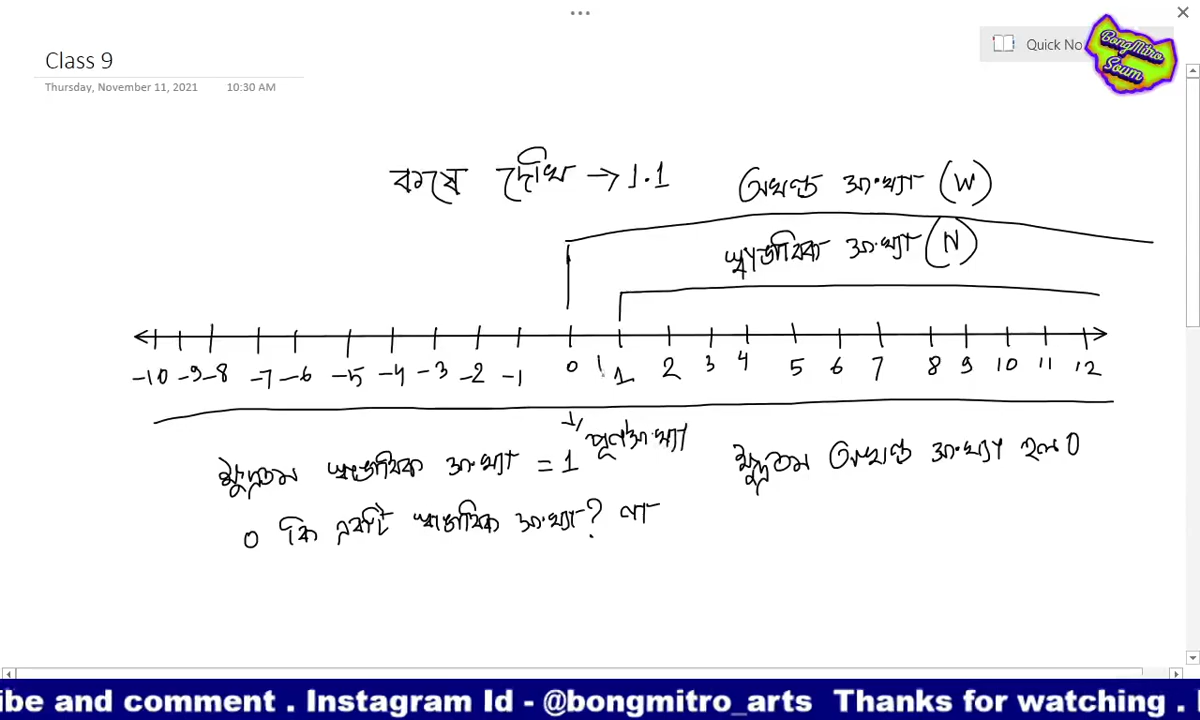 Class 9
Thursday, November 11, 2021 10:30 AM
Quick No
BongMitro
Soum
কষে দেখি → 1.1
অখণ্ড সংখ্যা (W)
স্বাভাবিক সংখ্যা (N)
-10 -9 -8 -7 -6 -5 -4 -3 -2 -1 0 1 2 3 4 5 6 7 8 9 10 11 12
পূর্ণসংখ্যা
ক্ষুদ্রতম স্বাভাবিক সংখ্যা = 1
ক্ষুদ্রতম অখণ্ড সংখ্যা হল 0
0 কি একটি স্বাভাবিক সংখ্যা? না
ibe and comment . Instagram Id - @bongmitro_arts Thanks for watching .